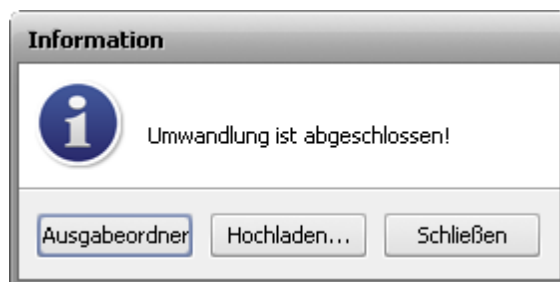 Information
Umwandlung ist abgeschlossen!
Ausgabeordner Hochladen... Schließen